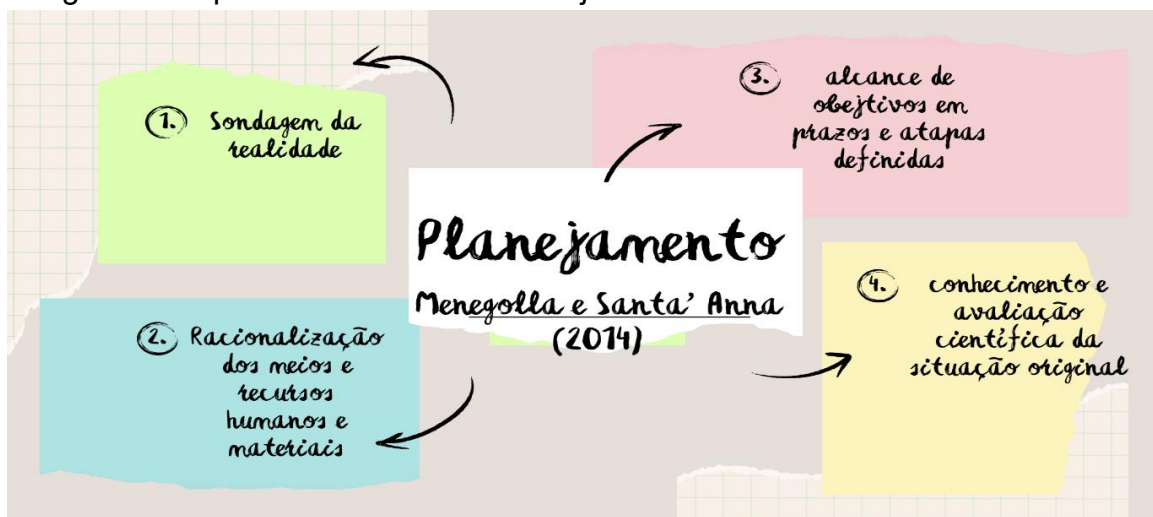 1. Sondagem da
realidade
2. Racionalização
dos meios e
recursos
humanos e
materiais
Planejamento
Menegolla e Santa' Anna
(2014)
3. alcance de
obejtivos em
prazos e atapas
definidas
4. conhecimento e
avaliação
científica da
situação original